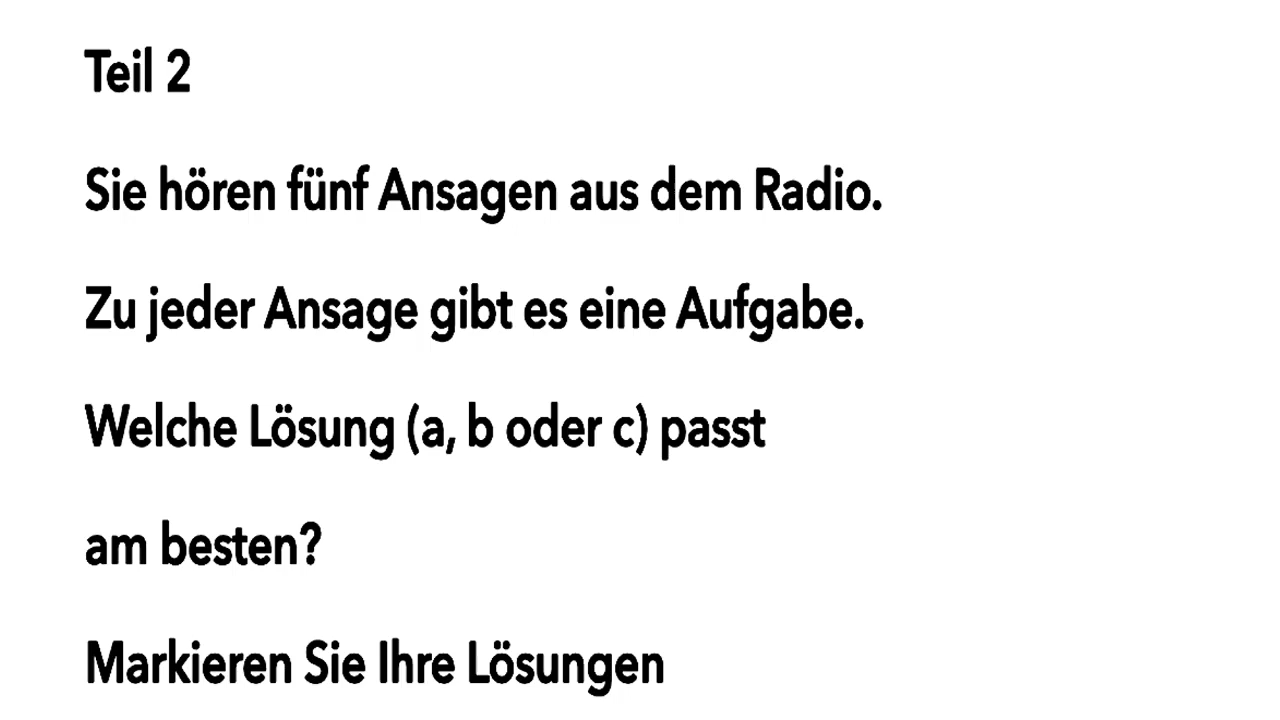 Teil 2
Sie hören fünf Ansagen aus dem Radio.
Zu jeder Ansage gibt es eine Aufgabe.
Welche Lösung (a, b oder c) passt
am besten?
Markieren Sie Ihre Lösungen